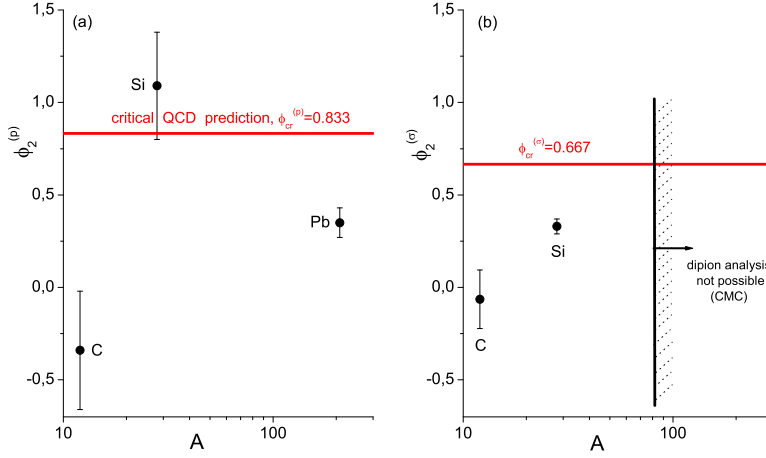 (a)
1,5
1,0
0,5
0,0
-0,5
ϕ₂⁽ᵖ⁾
Si
critical QCD prediction, ϕ_cr^(p)=0.833
Pb
C
10
100
A
(b)
1,5
1,0
0,5
0,0
-0,5
ϕ₂^(σ)
ϕ_cr^(σ)=0.667
Si
C
dipion analysis
not possible
(CMC)
10
100
A